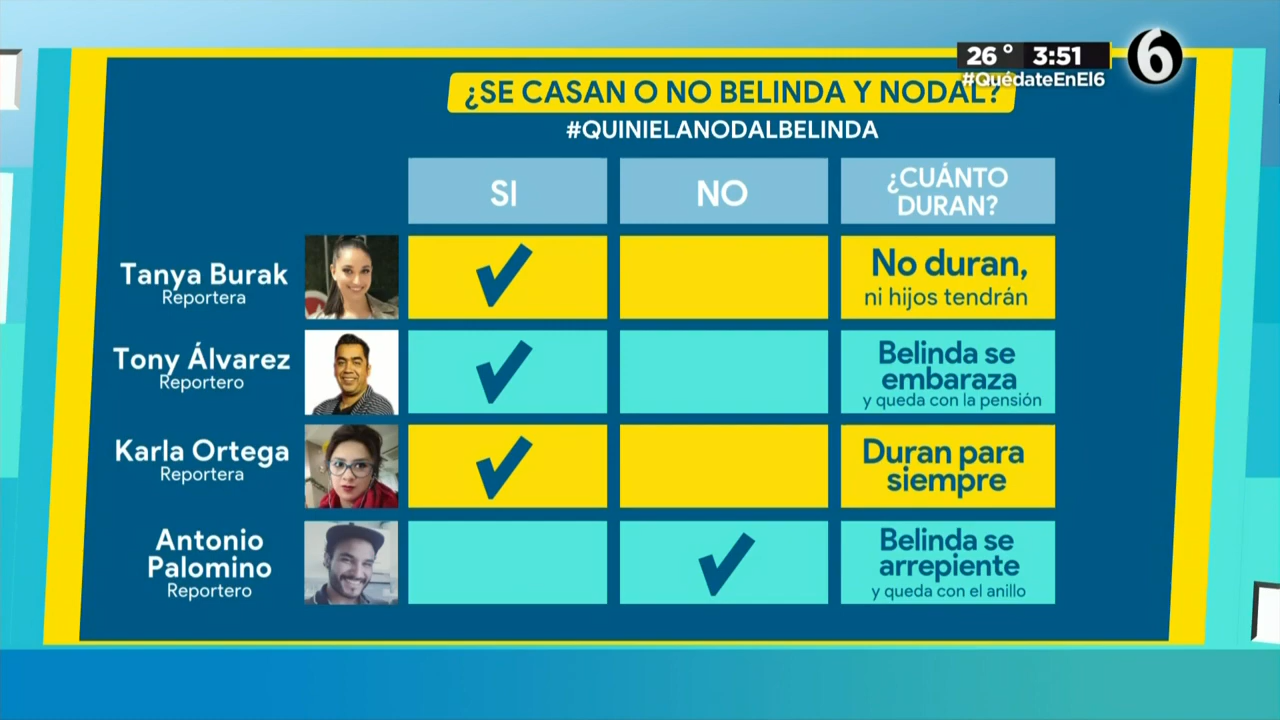 26° 3:51
6
#QuédateEnEl6
¿SE CASAN O NO BELINDA Y NODAL?
#QUINIELANODALBELINDA
SI
NO
¿CUÁNTO
DURAN?
Tanya Burak
Reportera
No duran,
ni hijos tendrán
Tony Álvarez
Reportero
Belinda se
embaraza
y queda con la pensión
Karla Ortega
Reportera
Duran para
siempre
Antonio
Palomino
Reportero
Belinda se
arrepiente
y queda con el anillo